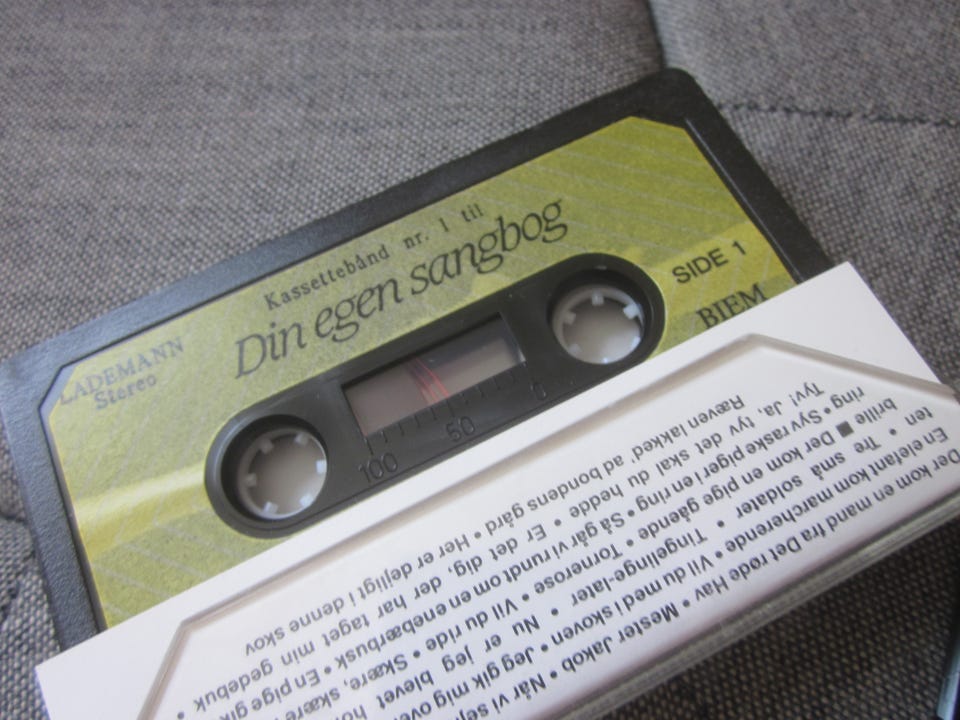 LADEMANN
Stereo
Kassettebånd nr. 1 til
Din egen sangbog
SIDE 1
BIEM
100 50 0
Der kom en mand fra Det røde Hav • Mester Jakob • Når vi
En elefant kom marcherende • Vil du med i skoven • Jeg gik mig over
ten • Tre små soldater • Tingelinge-later • Nu er jeg blevet
brille ■ Der kom en pige gående • Tornerose • Vil du ride • Skære, skære
ring • Syv raske piger i en ring • Så går vi rundt om en enebærbusk • En pige gik
Tyv! Ja, tyv det skal du hedde • Er det dig, der har taget min gedebuk •
Ræven lakked' ad bondens gård • Her er dejligt i denne skov